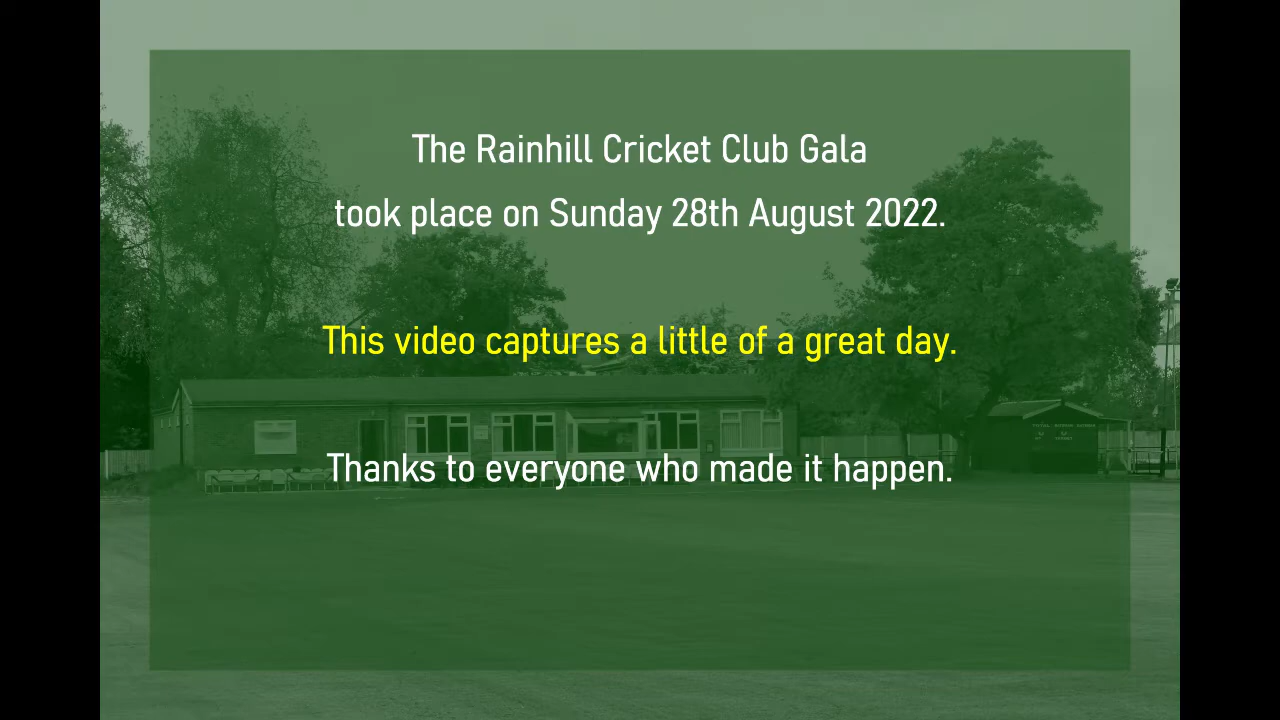 The Rainhill Cricket Club Gala
took place on Sunday 28th August 2022.
This video captures a little of a great day.
Thanks to everyone who made it happen.